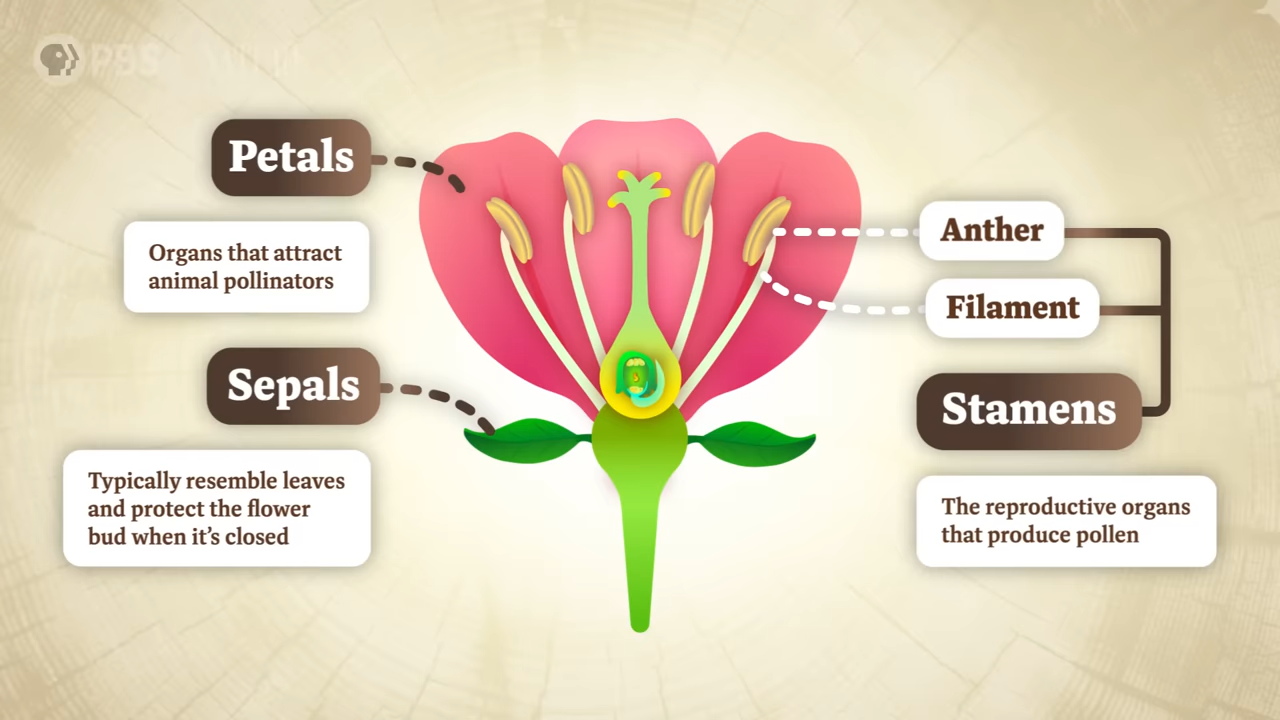 PBS
Petals
Organs that attract
animal pollinators
Sepals
Typically resemble leaves
and protect the flower
bud when it's closed
Anther
Filament
Stamens
The reproductive organs
that produce pollen